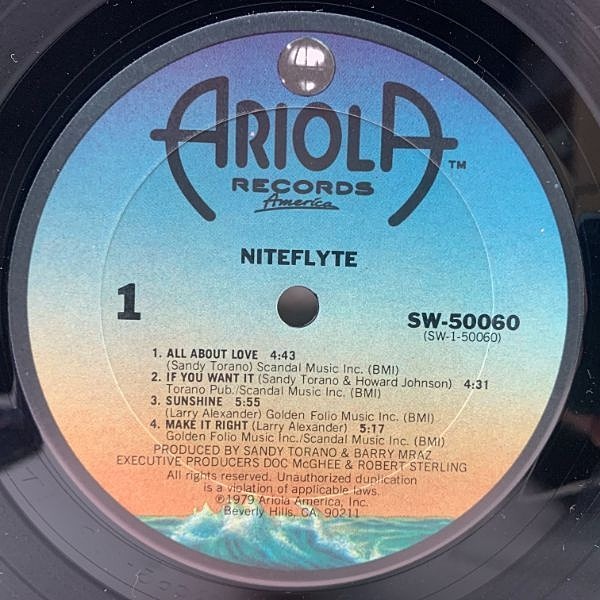 ARIOLA™
RECORDS
America
NITEFLYTE
1
SW-50060
(SW-1-50060)
1. ALL ABOUT LOVE 4:43
(Sandy Torano) Scandal Music Inc. (BMI)
2. IF YOU WANT IT (Sandy Torano & Howard Johnson) 4:31
Torano Pub./Scandal Music Inc. (BMI)
3. SUNSHINE 5:55
(Larry Alexander) Golden Folio Music Inc. (BMI)
4. MAKE IT RIGHT (Larry Alexander) 5:17
Golden Folio Music Inc./Scandal Music Inc. (BMI)
PRODUCED BY SANDY TORANO & BARRY MRAZ
EXECUTIVE PRODUCERS DOC McGHEE & ROBERT STERLING
All rights reserved. Unauthorized duplication
is a violation of applicable laws.
℗1979 Ariola America, Inc.
Beverly Hills, CA. 90211